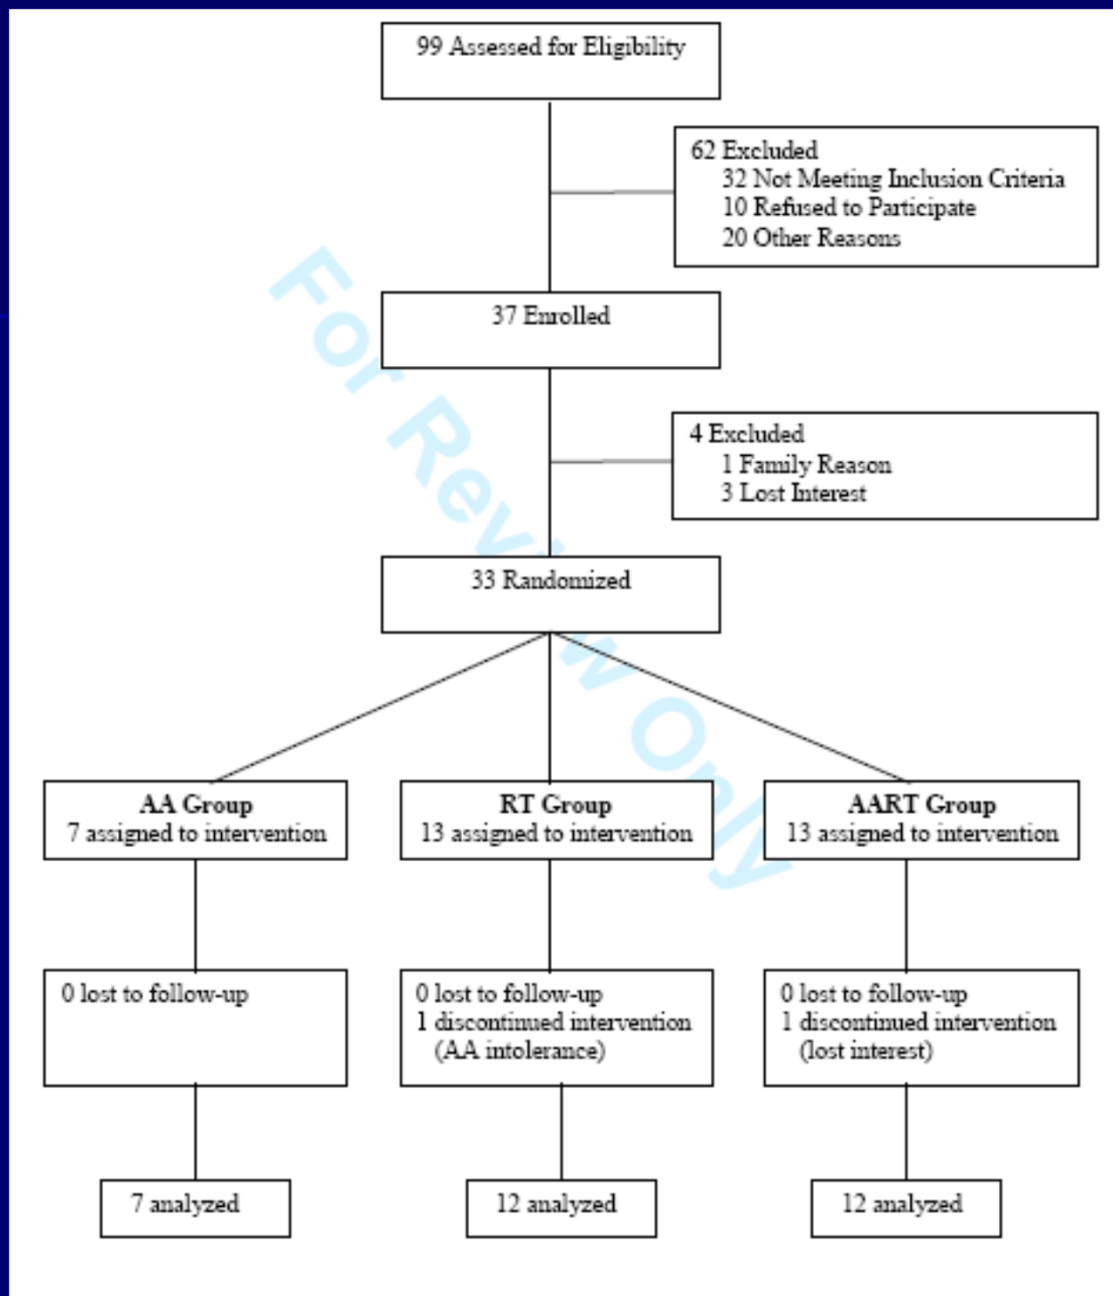 99 Assessed for Eligibility
62 Excluded
32 Not Meeting Inclusion Criteria
10 Refused to Participate
20 Other Reasons
37 Enrolled
4 Excluded
1 Family Reason
3 Lost Interest
33 Randomized
For Review Only
AA Group
7 assigned to intervention
RT Group
13 assigned to intervention
AART Group
13 assigned to intervention
0 lost to follow-up
0 lost to follow-up
1 discontinued intervention
(AA intolerance)
0 lost to follow-up
1 discontinued intervention
(lost interest)
7 analyzed
12 analyzed
12 analyzed